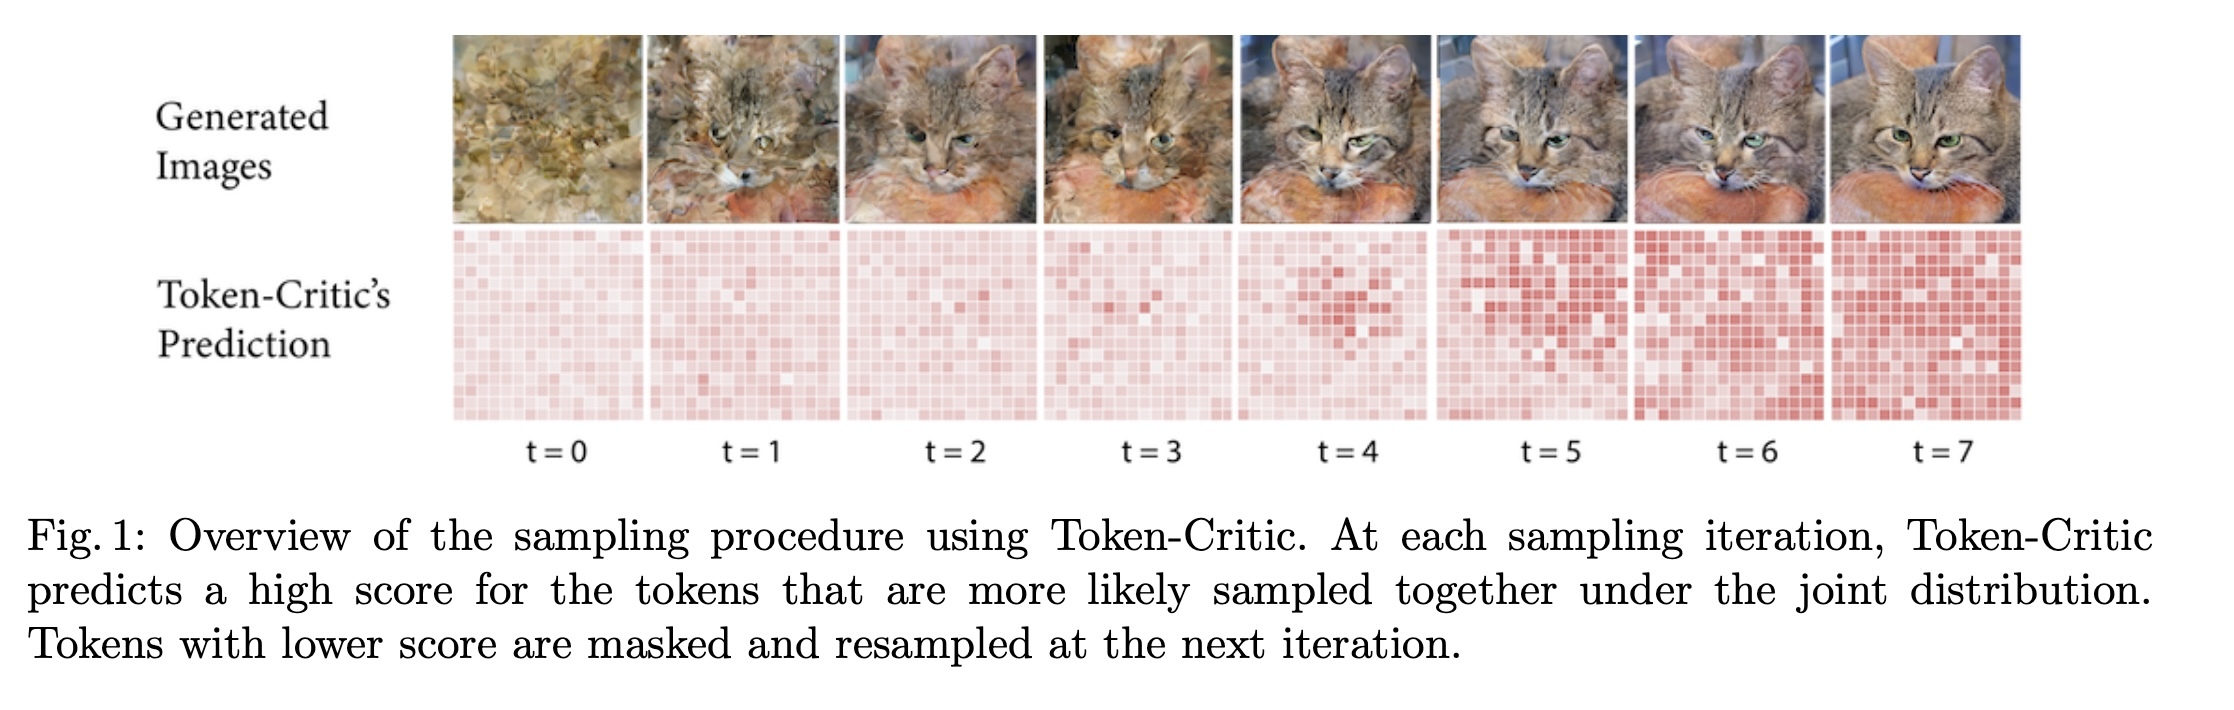 Generated
Images
Token-Critic’s
Prediction
t = 0 t = 1 t = 2 t = 3 t = 4 t = 5 t = 6 t = 7
Fig. 1: Overview of the sampling procedure using Token-Critic. At each sampling iteration, Token-Critic
predicts a high score for the tokens that are more likely sampled together under the joint distribution.
Tokens with lower score are masked and resampled at the next iteration.